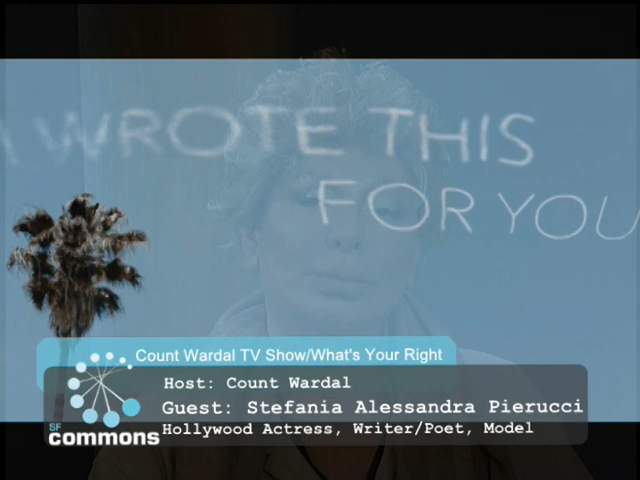 WROTE THIS
FOR YOU
Count Wardal TV Show/What's Your Right
Host: Count Wardal
Guest: Stefania Alessandra Pierucci
Hollywood Actress, Writer/Poet, Model
SF
commons